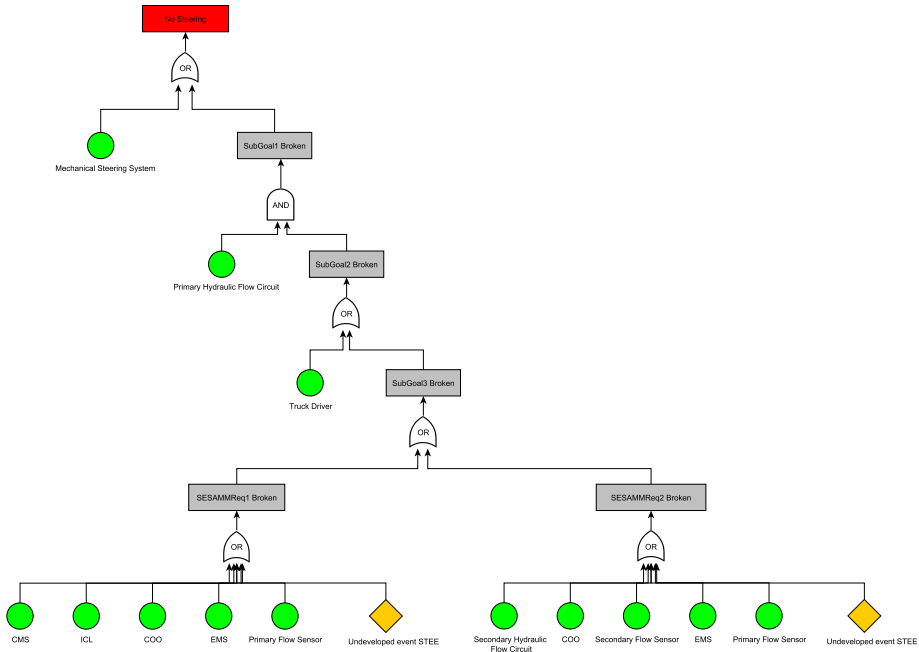 No Steering
OR
Mechanical Steering System
SubGoal1 Broken
AND
Primary Hydraulic Flow Circuit
SubGoal2 Broken
OR
Truck Driver
SubGoal3 Broken
OR
SESAMMReq1 Broken
SESAMMReq2 Broken
OR
OR
CMS
ICL
COO
EMS
Primary Flow Sensor
Undeveloped event STEE
Secondary Hydraulic
Flow Circuit
COO
Secondary Flow Sensor
EMS
Primary Flow Sensor
Undeveloped event STEE